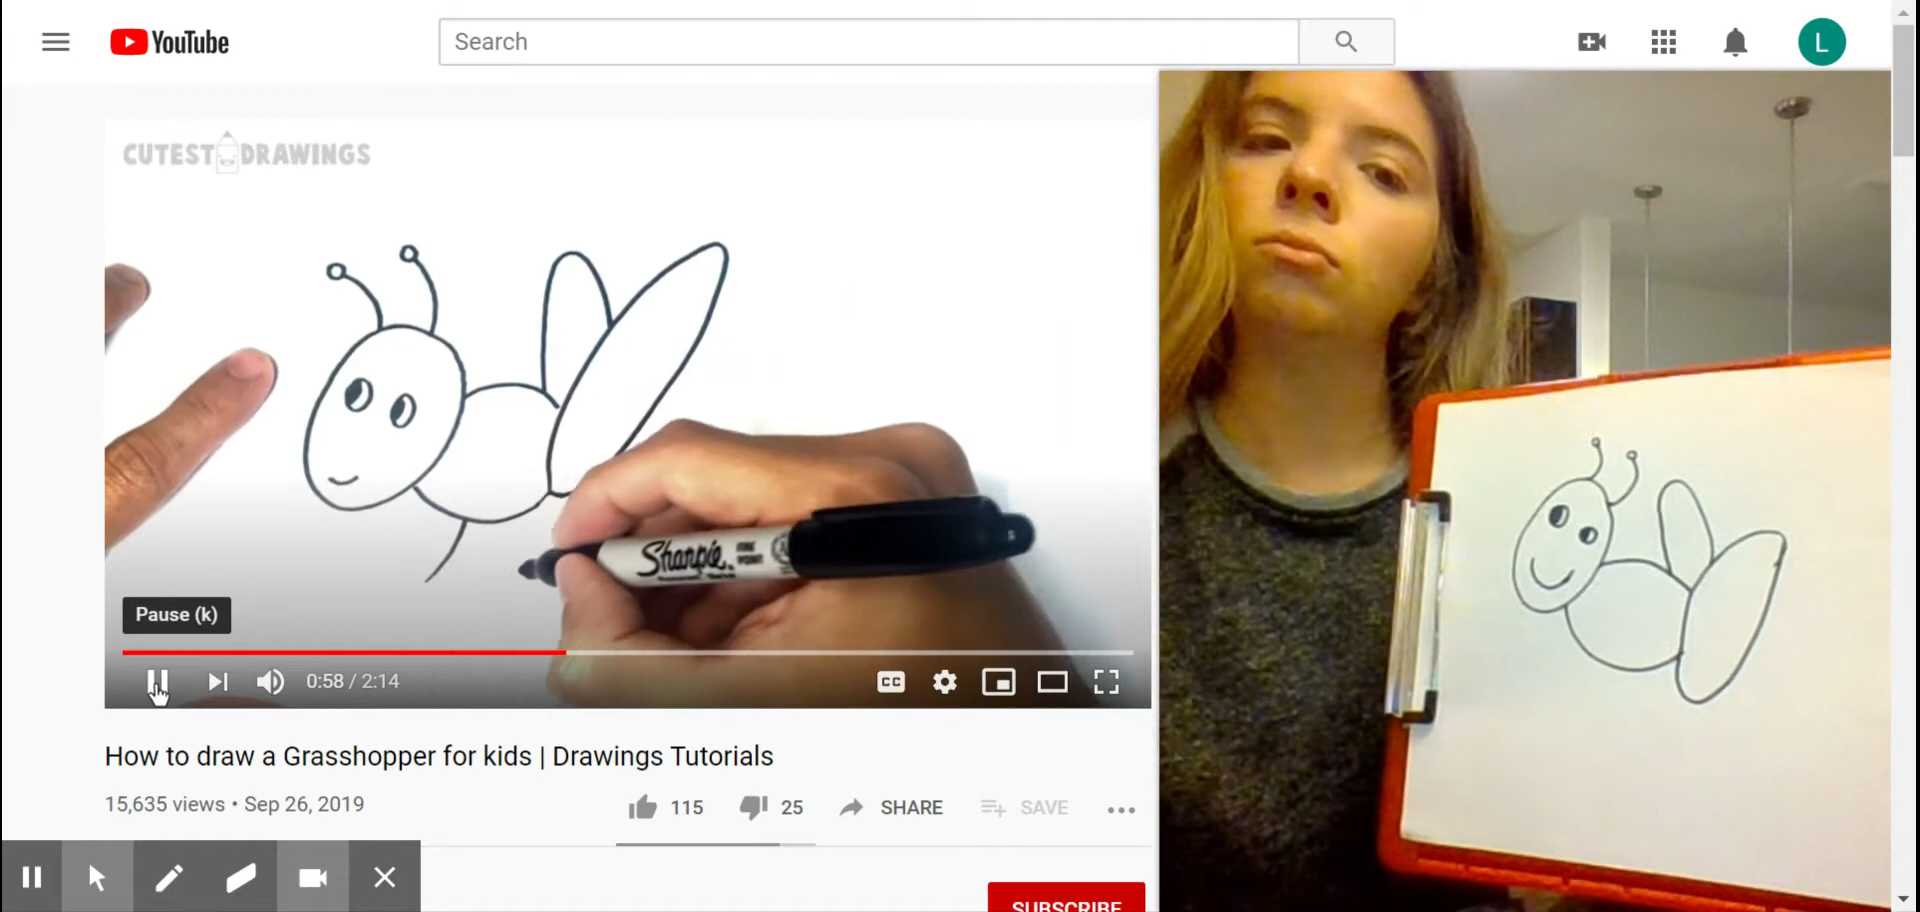 YouTube
Search
L
CUTEST DRAWINGS
Sharpie
Pause (k)
0:58 / 2:14
CC
How to draw a Grasshopper for kids | Drawings Tutorials
15,635 views • Sep 26, 2019
115
25
SHARE
SAVE
SUBSCRIBE